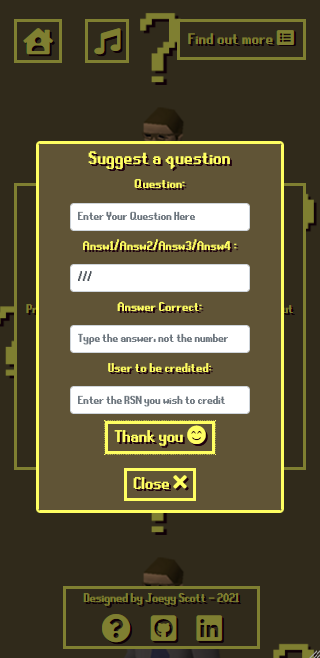 Find out more
Suggest a question
Question:
Enter Your Question Here
Answ1/Answ2/Answ3/Answ4 :
///
Answer Correct:
Type the answer, not the number
User to be credited:
Enter the RSN you wish to credit
Thank you
Close
Designed by Joeyy Scott - 2021